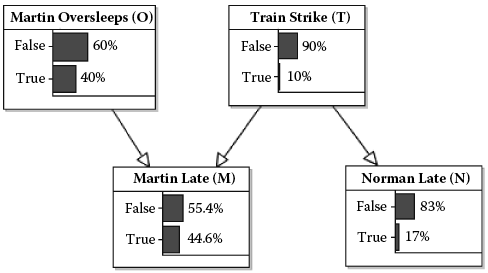 Martin Oversleeps (O)
False 60%
True 40%
Train Strike (T)
False 90%
True 10%
Martin Late (M)
False 55.4%
True 44.6%
Norman Late (N)
False 83%
True 17%